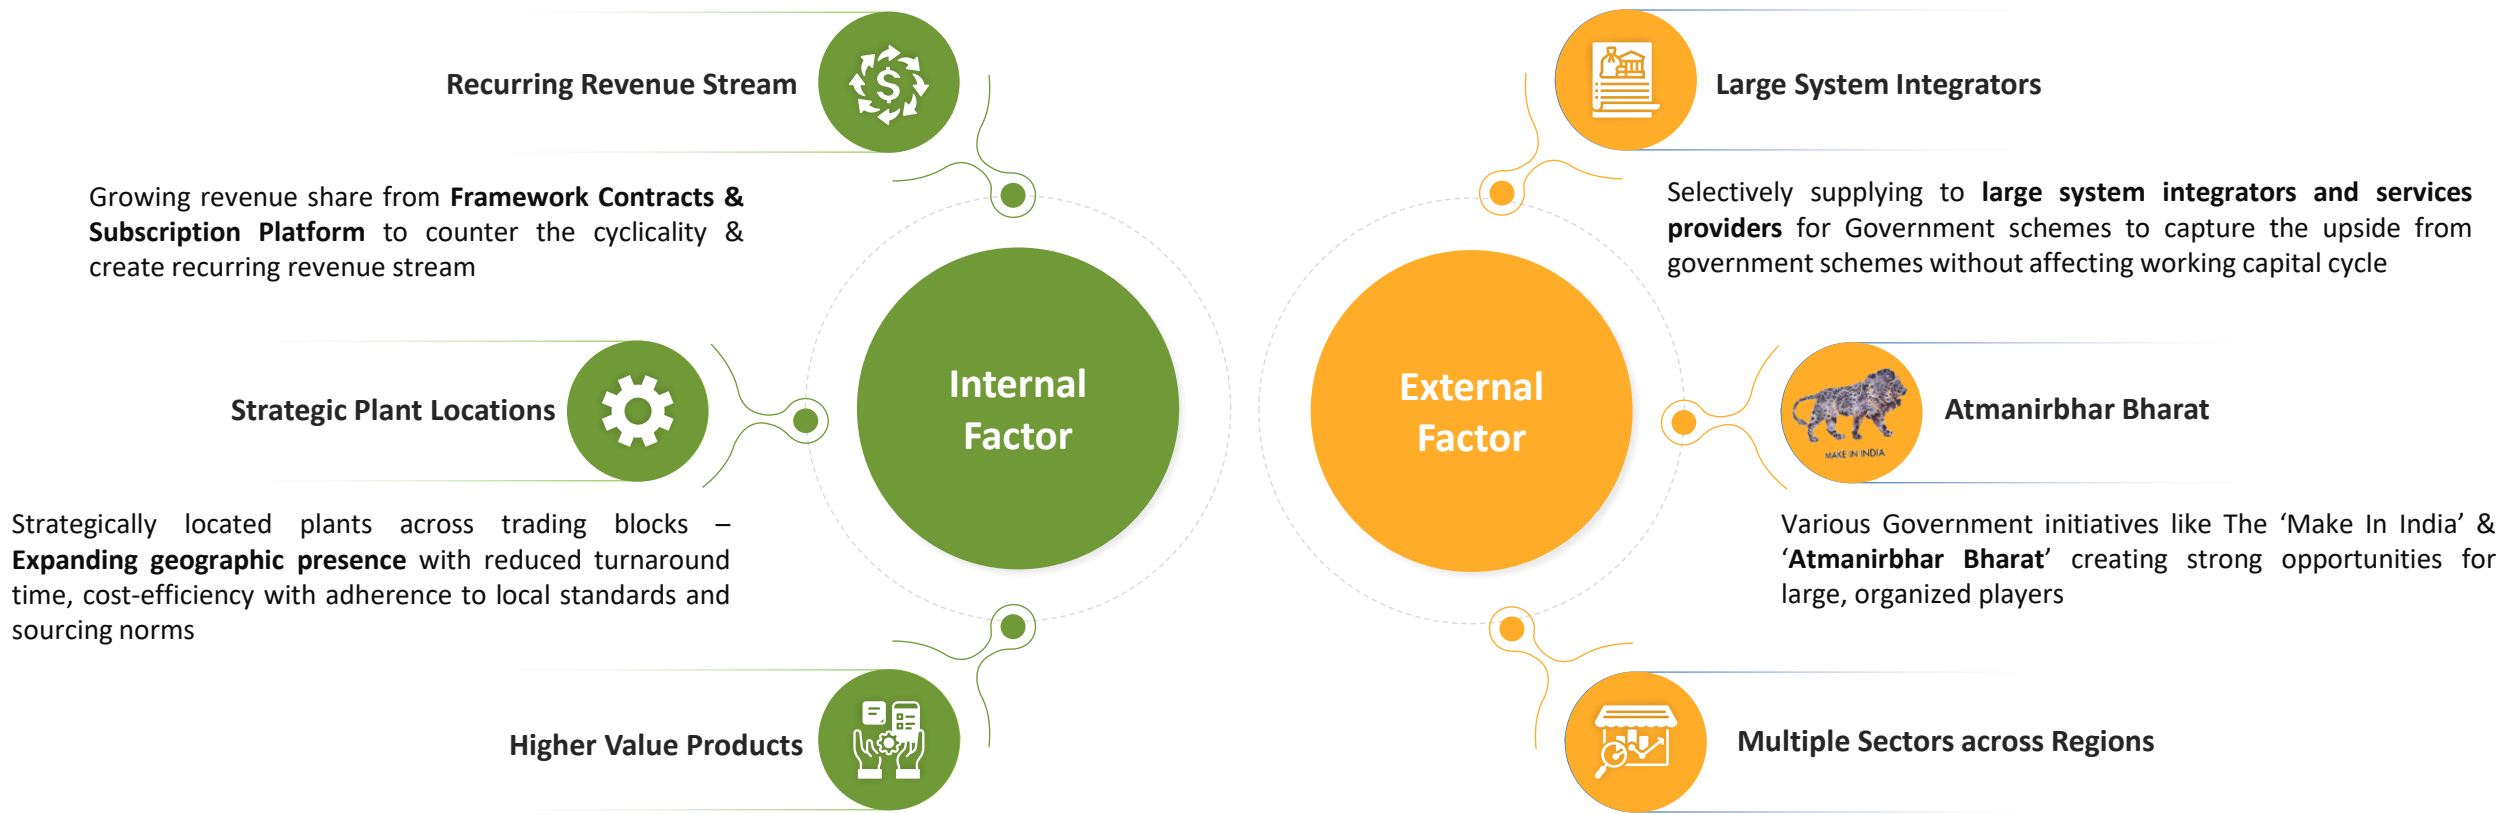 Recurring Revenue Stream
Growing revenue share from Framework Contracts &
Subscription Platform to counter the cyclicality &
create recurring revenue stream
Strategic Plant Locations
Strategically located plants across trading blocks –
Expanding geographic presence with reduced turnaround
time, cost-efficiency with adherence to local standards and
sourcing norms
Higher Value Products
Internal
Factor
External
Factor
Large System Integrators
Selectively supplying to large system integrators and services
providers for Government schemes to capture the upside from
government schemes without affecting working capital cycle
MAKE IN INDIA
Atmanirbhar Bharat
Various Government initiatives like The ‘Make In India’ &
‘Atmanirbhar Bharat’ creating strong opportunities for
large, organized players
Multiple Sectors across Regions